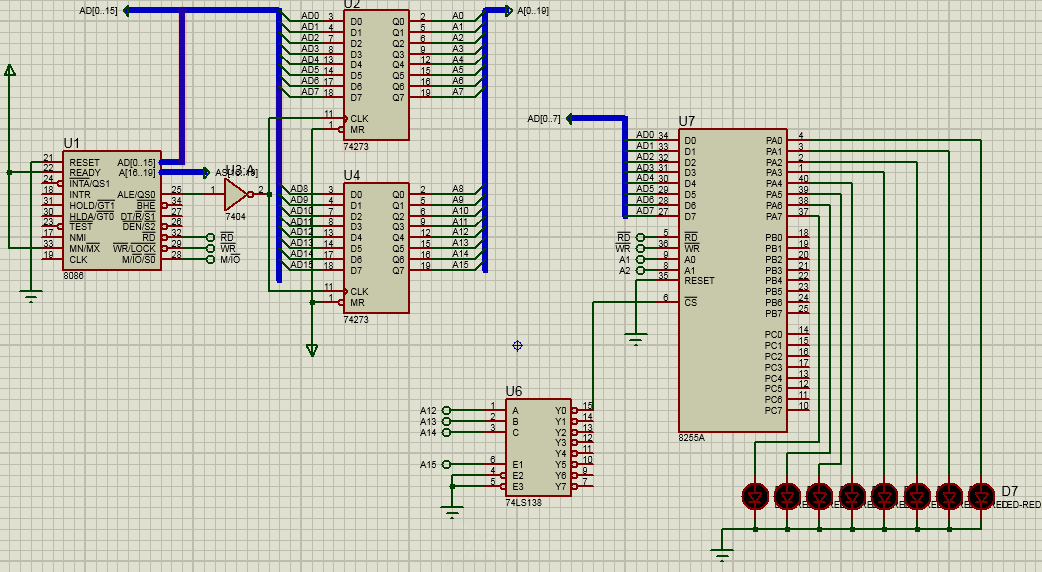 AD[0..15]
U2
A[0..19]
AD0 3 D0 Q0 2 A0
AD1 4 D1 Q1 5 A1
AD2 7 D2 Q2 6 A2
AD3 8 D3 Q3 9 A3
AD4 13 D4 Q4 12 A4
AD5 14 D5 Q5 15 A5
AD6 17 D6 Q6 16 A6
AD7 18 D7 Q7 19 A7
11 CLK
1 MR
74273
U1
21 RESET AD[0..15]
22 READY A[16..19]
24 INTA/QS1
18 INTR ALE/QS0 25
31 HOLD/GT1 BHE 34
30 HLDA/GT0 DT/R/S1 27
23 TEST DEN/S2 26
17 NMI RD 32 RD
33 MN/MX WR/LOCK 29 WR
19 CLK M/IO/S0 28 M/IO
8086
U3:A
1 2
7404
U4
AD8 3 D0 Q0 2 A8
AD9 4 D1 Q1 5 A9
AD10 7 D2 Q2 6 A10
AD11 8 D3 Q3 9 A11
AD12 13 D4 Q4 12 A12
AD13 14 D5 Q5 15 A13
AD14 17 D6 Q6 16 A14
AD15 18 D7 Q7 19 A15
11 CLK
1 MR
74273
AD[0..7]
U7
AD0 34 D0 PA0 4
AD1 33 D1 PA1 3
AD2 32 D2 PA2 2
AD3 31 D3 PA3 1
AD4 30 D4 PA4 40
AD5 29 D5 PA5 39
AD6 28 D6 PA6 38
AD7 27 D7 PA7 37
RD 5 RD PB0 18
WR 36 WR PB1 19
A1 9 A0 PB2 20
A2 8 A1 PB3 21
35 RESET PB4 22
PB5 23
6 CS PB6 24
PB7 25
PC0 14
PC1 15
PC2 16
PC3 17
PC4 13
PC5 12
PC6 11
PC7 10
8255A
U6
A12 1 A Y0 15
A13 2 B Y1 14
A14 3 C Y2 13
Y3 12
Y4 11
A15 6 E1 Y5 10
4 E2 Y6 9
5 E3 Y7 7
74LS138
D7
LED-RED